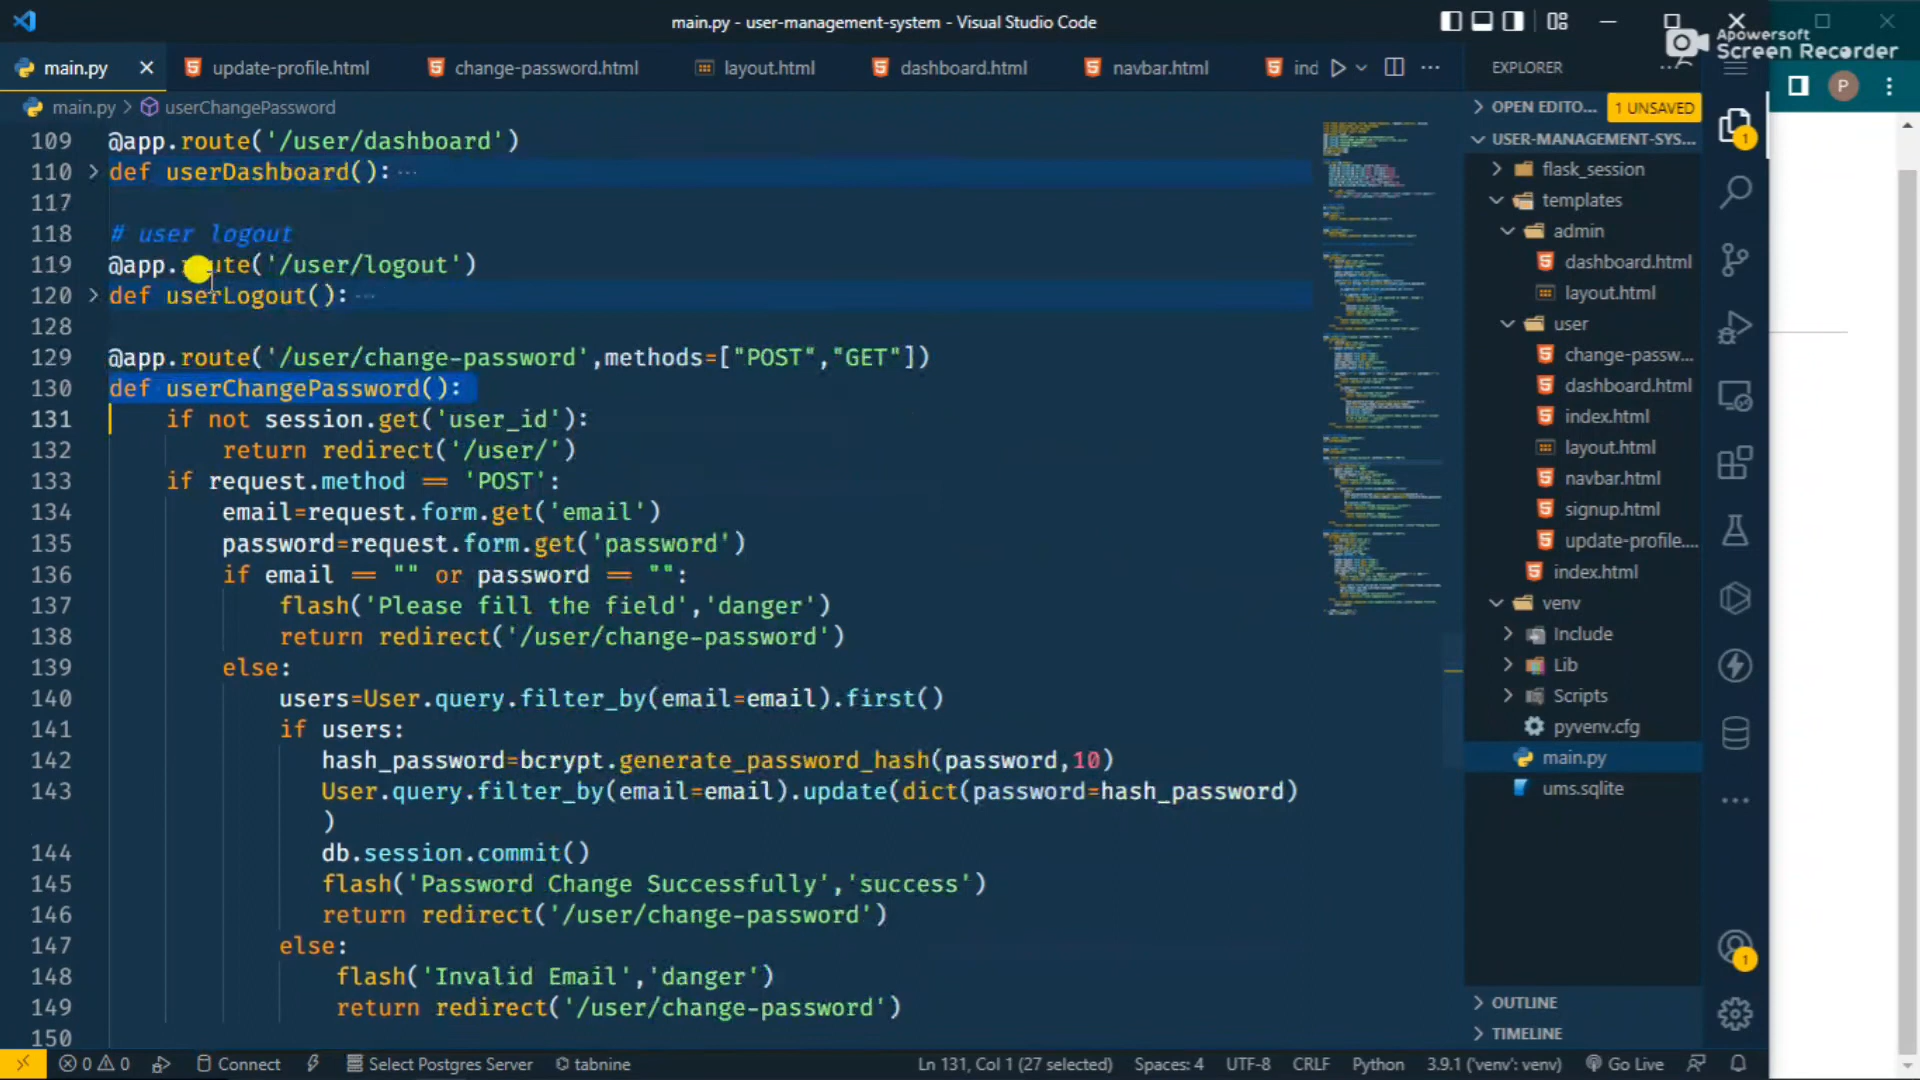 main.py - user-management-system - Visual Studio Code
Apowersoft
Screen Recorder
main.py
update-profile.html
change-password.html
layout.html
dashboard.html
navbar.html
ind
EXPLORER
P
main.py > userChangePassword
OPEN EDITO... 1 UNSAVED
USER-MANAGEMENT-SYS...
flask_session
templates
admin
dashboard.html
layout.html
user
change-passw...
dashboard.html
index.html
layout.html
navbar.html
signup.html
update-profile....
index.html
venv
Include
Lib
Scripts
pyvenv.cfg
main.py
ums.sqlite
OUTLINE
TIMELINE
1
1
109 @app.route('/user/dashboard')
110 def userDashboard(): ···
117
118 # user logout
119 @app.route('/user/logout')
120 def userLogout(): ···
128
129 @app.route('/user/change-password',methods=["POST","GET"])
130 def userChangePassword():
131 if not session.get('user_id'):
132 return redirect('/user/')
133 if request.method == 'POST':
134 email=request.form.get('email')
135 password=request.form.get('password')
136 if email == "" or password == "":
137 flash('Please fill the field','danger')
138 return redirect('/user/change-password')
139 else:
140 users=User.query.filter_by(email=email).first()
141 if users:
142 hash_password=bcrypt.generate_password_hash(password,10)
143 User.query.filter_by(email=email).update(dict(password=hash_password)
)
144 db.session.commit()
145 flash('Password Change Successfully','success')
146 return redirect('/user/change-password')
147 else:
148 flash('Invalid Email','danger')
149 return redirect('/user/change-password')
150
0 0 Connect Select Postgres Server tabnine Ln 131, Col 1 (27 selected) Spaces: 4 UTF-8 CRLF Python 3.9.1 ('venv': venv) Go Live